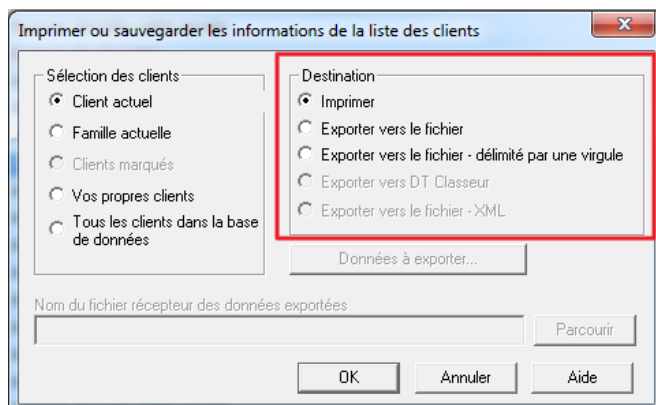 Imprimer ou sauvegarder les informations de la liste des clients
Sélection des clients
Client actuel
Famille actuelle
Clients marqués
Vos propres clients
Tous les clients dans la base
de données
Destination
Imprimer
Exporter vers le fichier
Exporter vers le fichier - délimité par une virgule
Exporter vers DT Classeur
Exporter vers le fichier - XML
Données à exporter...
Nom du fichier récepteur des données exportées
Parcourir
OK
Annuler
Aide